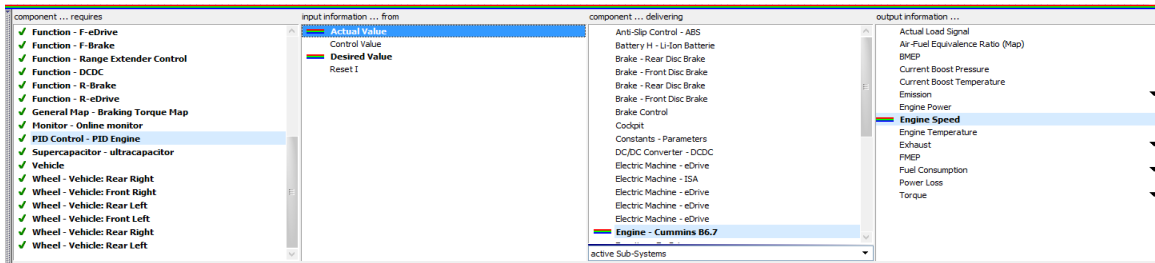 component ... requires
Function - F-eDrive
Function - F-Brake
Function - Range Extender Control
Function - DCDC
Function - R-Brake
Function - R-eDrive
General Map - Braking Torque Map
Monitor - Online monitor
PID Control - PID Engine
Supercapacitor - ultracapacitor
Vehicle
Wheel - Vehicle: Rear Right
Wheel - Vehicle: Front Right
Wheel - Vehicle: Rear Left
Wheel - Vehicle: Front Left
Wheel - Vehicle: Rear Right
Wheel - Vehicle: Rear Left
input information ... from
Actual Value
Control Value
Desired Value
Reset I
component ... delivering
Anti-Slip Control - ABS
Battery H - Li-Ion Batterie
Brake - Rear Disc Brake
Brake - Front Disc Brake
Brake - Rear Disc Brake
Brake - Front Disc Brake
Brake Control
Cockpit
Constants - Parameters
DC/DC Converter - DCDC
Electric Machine - eDrive
Electric Machine - ISA
Electric Machine - eDrive
Electric Machine - eDrive
Electric Machine - eDrive
Engine - Cummins B6.7
active Sub-Systems
output information ...
Actual Load Signal
Air-Fuel Equivalence Ratio (Map)
BMEP
Current Boost Pressure
Current Boost Temperature
Emission
Engine Power
Engine Speed
Engine Temperature
Exhaust
FMEP
Fuel Consumption
Power Loss
Torque